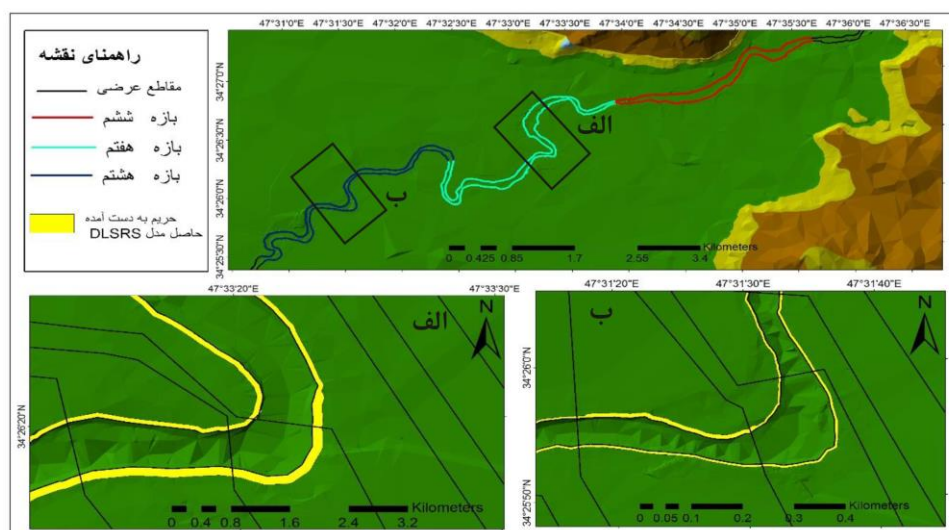 47°31'0"E 47°31'30"E 47°32'0"E 47°32'30"E 47°33'0"E 47°33'30"E 47°34'0"E 47°34'30"E 47°35'0"E 47°35'30"E 47°36'0"E 47°36'30"E
راهنمای نقشه
مقاطع عرضی
بازه ششم
بازه هفتم
بازه هشتم
حریم به دست آمده
حاصل مدل DLSRS
34°27'0"N
34°26'30"N
34°26'0"N
34°25'30"N
الف
ب
Kilometers
0 0.425 0.85 1.7 2.55 3.4
47°33'20"E 47°33'30"E
الف
N
34°26'20"N
Kilometers
0 0.4 0.8 1.6 2.4 3.2
47°31'20"E 47°31'30"E 47°31'40"E
ب
N
34°26'0"N
34°25'50"N
Kilometers
0 0.05 0.1 0.2 0.3 0.4